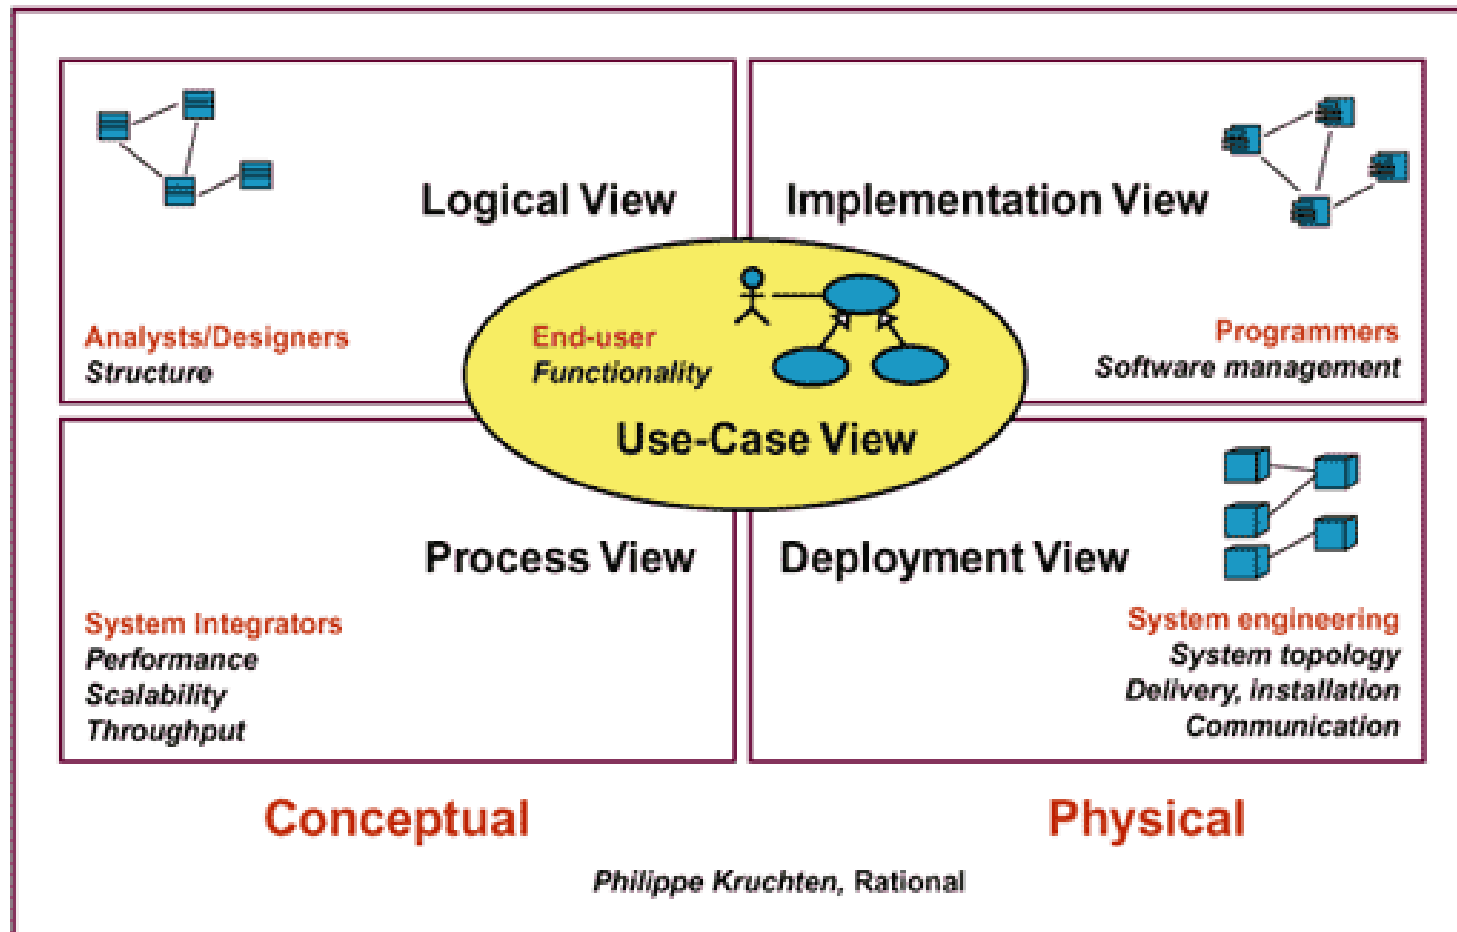 Logical View
Analysts/Designers
Structure
Implementation View
Programmers
Software management
End-user
Functionality
Use-Case View
Process View
System Integrators
Performance
Scalability
Throughput
Deployment View
System engineering
System topology
Delivery, installation
Communication
Conceptual
Physical
Philippe Kruchten, Rational